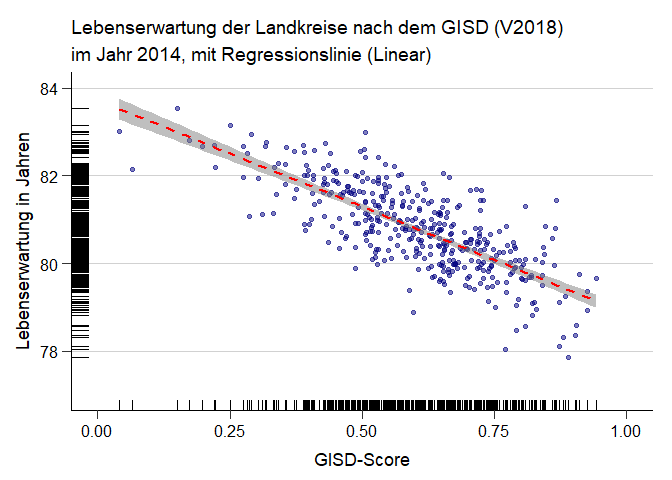 Lebenserwartung der Landkreise nach dem GISD (V2018)
im Jahr 2014, mit Regressionslinie (Linear)
Lebenserwartung in Jahren
84
82
80
78
0.00 0.25 0.50 0.75 1.00
GISD-Score